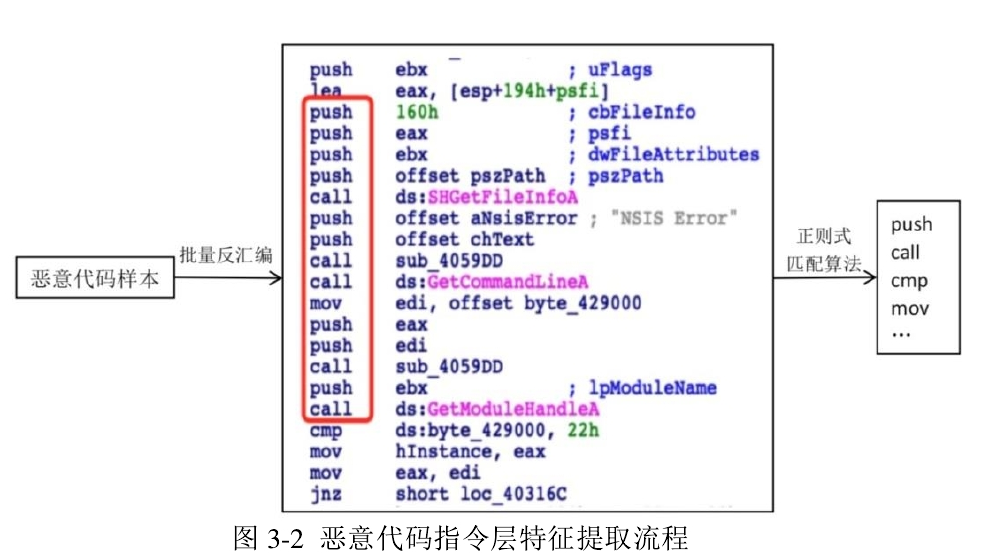 恶意代码样本
批量反汇编
push ebx ; uFlags
lea eax, [esp+194h+psfi]
push 160h ; cbFileInfo
push eax ; psfi
push ebx ; dwFileAttributes
push offset pszPath ; pszPath
call ds:SHGetFileInfoA
push offset aNsisError ; "NSIS Error"
push offset chText
call sub_4059DD
call ds:GetCommandLineA
mov edi, offset byte_429000
push eax
push edi
call sub_4059DD
push ebx ; lpModuleName
call ds:GetModuleHandleA
cmp ds:byte_429000, 22h
mov hInstance, eax
mov eax, edi
jnz short loc_40316C
正则式
匹配算法
push
call
cmp
mov
...
图 3-2 恶意代码指令层特征提取流程